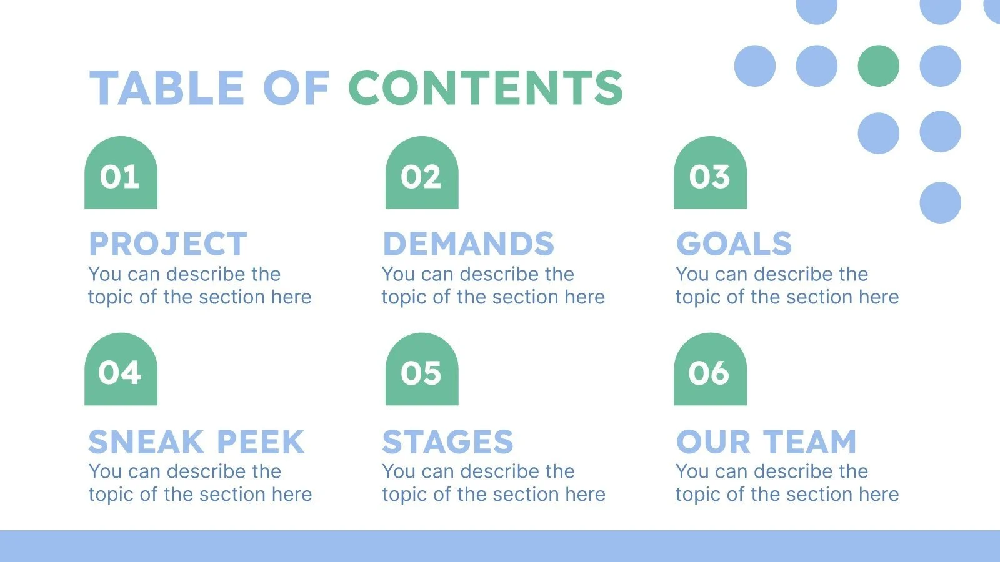 TABLE OF CONTENTS
01
PROJECT
You can describe the
topic of the section here
02
DEMANDS
You can describe the
topic of the section here
03
GOALS
You can describe the
topic of the section here
04
SNEAK PEEK
You can describe the
topic of the section here
05
STAGES
You can describe the
topic of the section here
06
OUR TEAM
You can describe the
topic of the section here